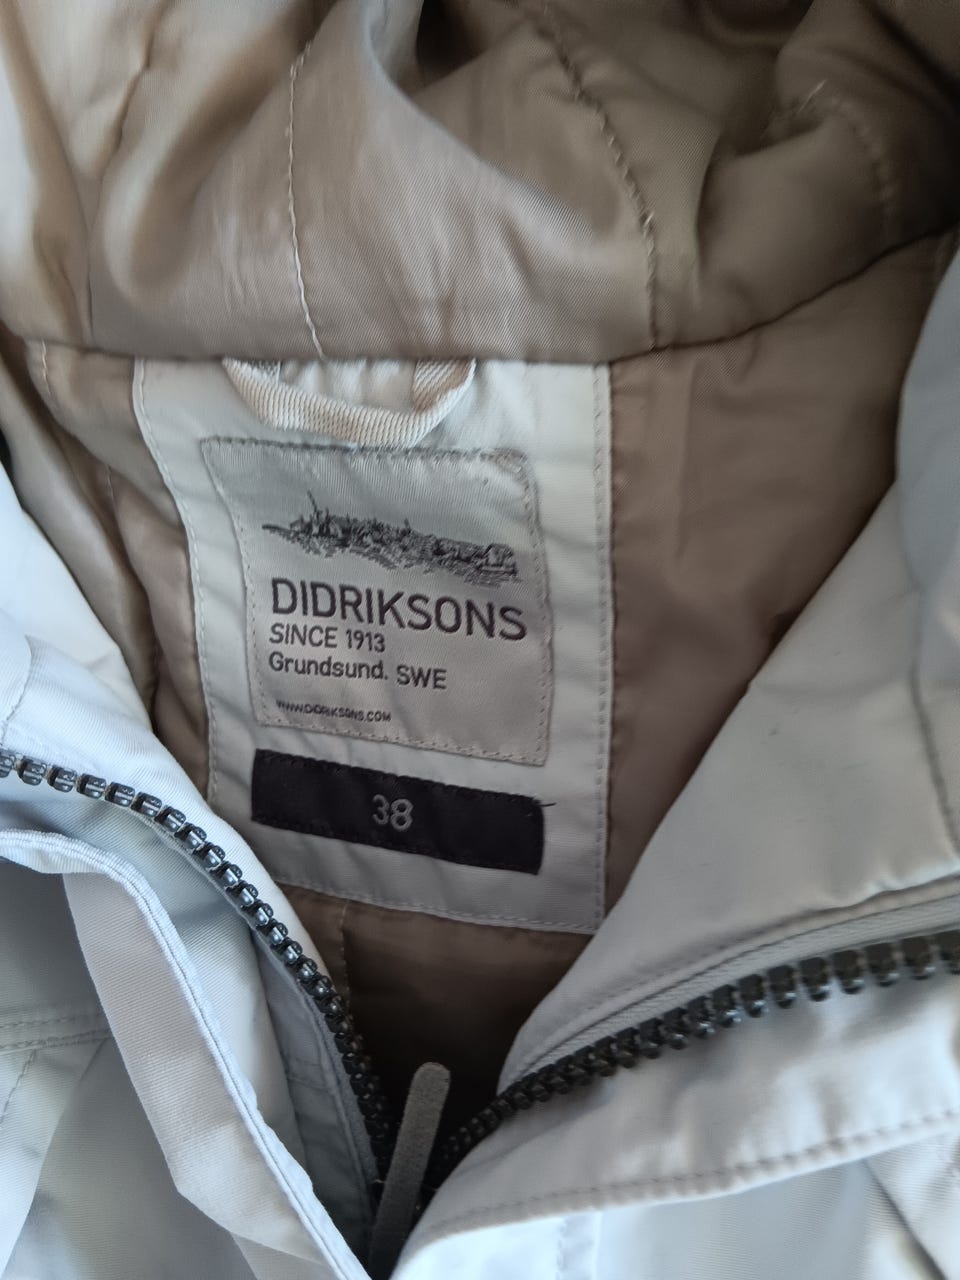 DIDRIKSONS
SINCE 1913
Grundsund. SWE
WWW.DIDRIKSONS.COM
38